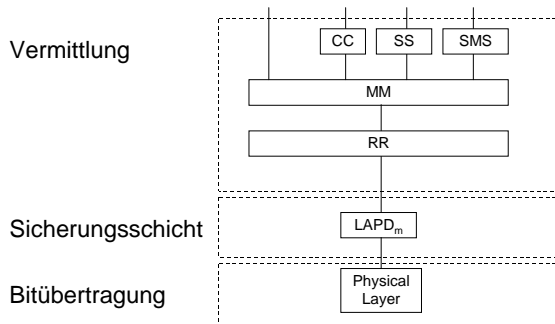 Vermittlung
CC SS SMS
MM
RR
Sicherungsschicht
LAPDm
Bitübertragung
Physical
Layer